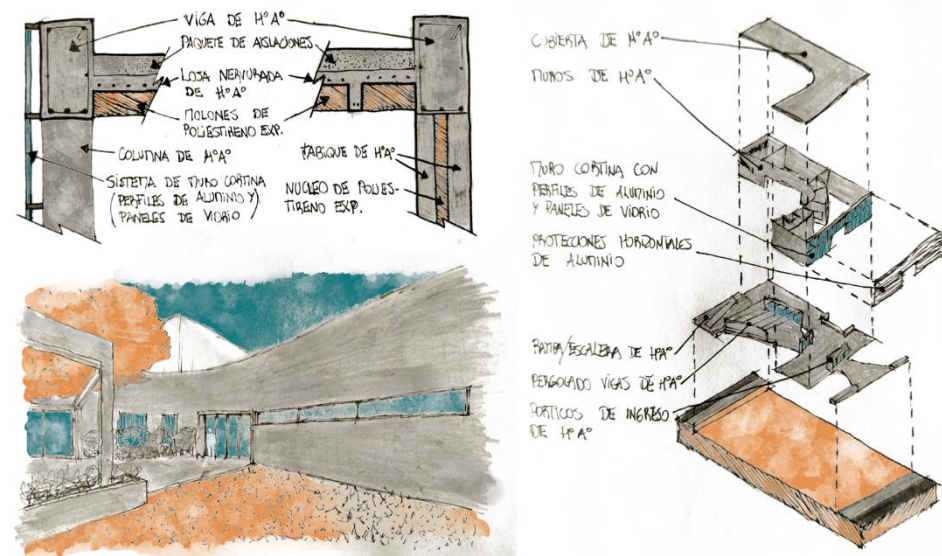 VIGA DE HºAº
PAQUETE DE AISLACIONES
LOSA NERVURADA
DE HºAº
MOLONES DE
POLIESTIRENO EXP.
COLUMNA DE HºAº
TABIQUE DE HºAº
SISTEMA DE MURO CORTINA
(PERFILES DE ALUMINIO Y
PANELES DE VIDRIO)
NUCLEO DE POLIES-
TIRENO EXP.
CUBIERTA DE HºAº
MUROS DE HºAº
MURO CORTINA CON
PERFILES DE ALUMINIO
Y PANELES DE VIDRIO
PROTECCIONES HORIZONTALES
DE ALUMINIO
RAMPA/ESCALERA DE HºAº
PERGOLADO VIGAS DE HºAº
PORTICOS DE INGRESO
DE HºAº